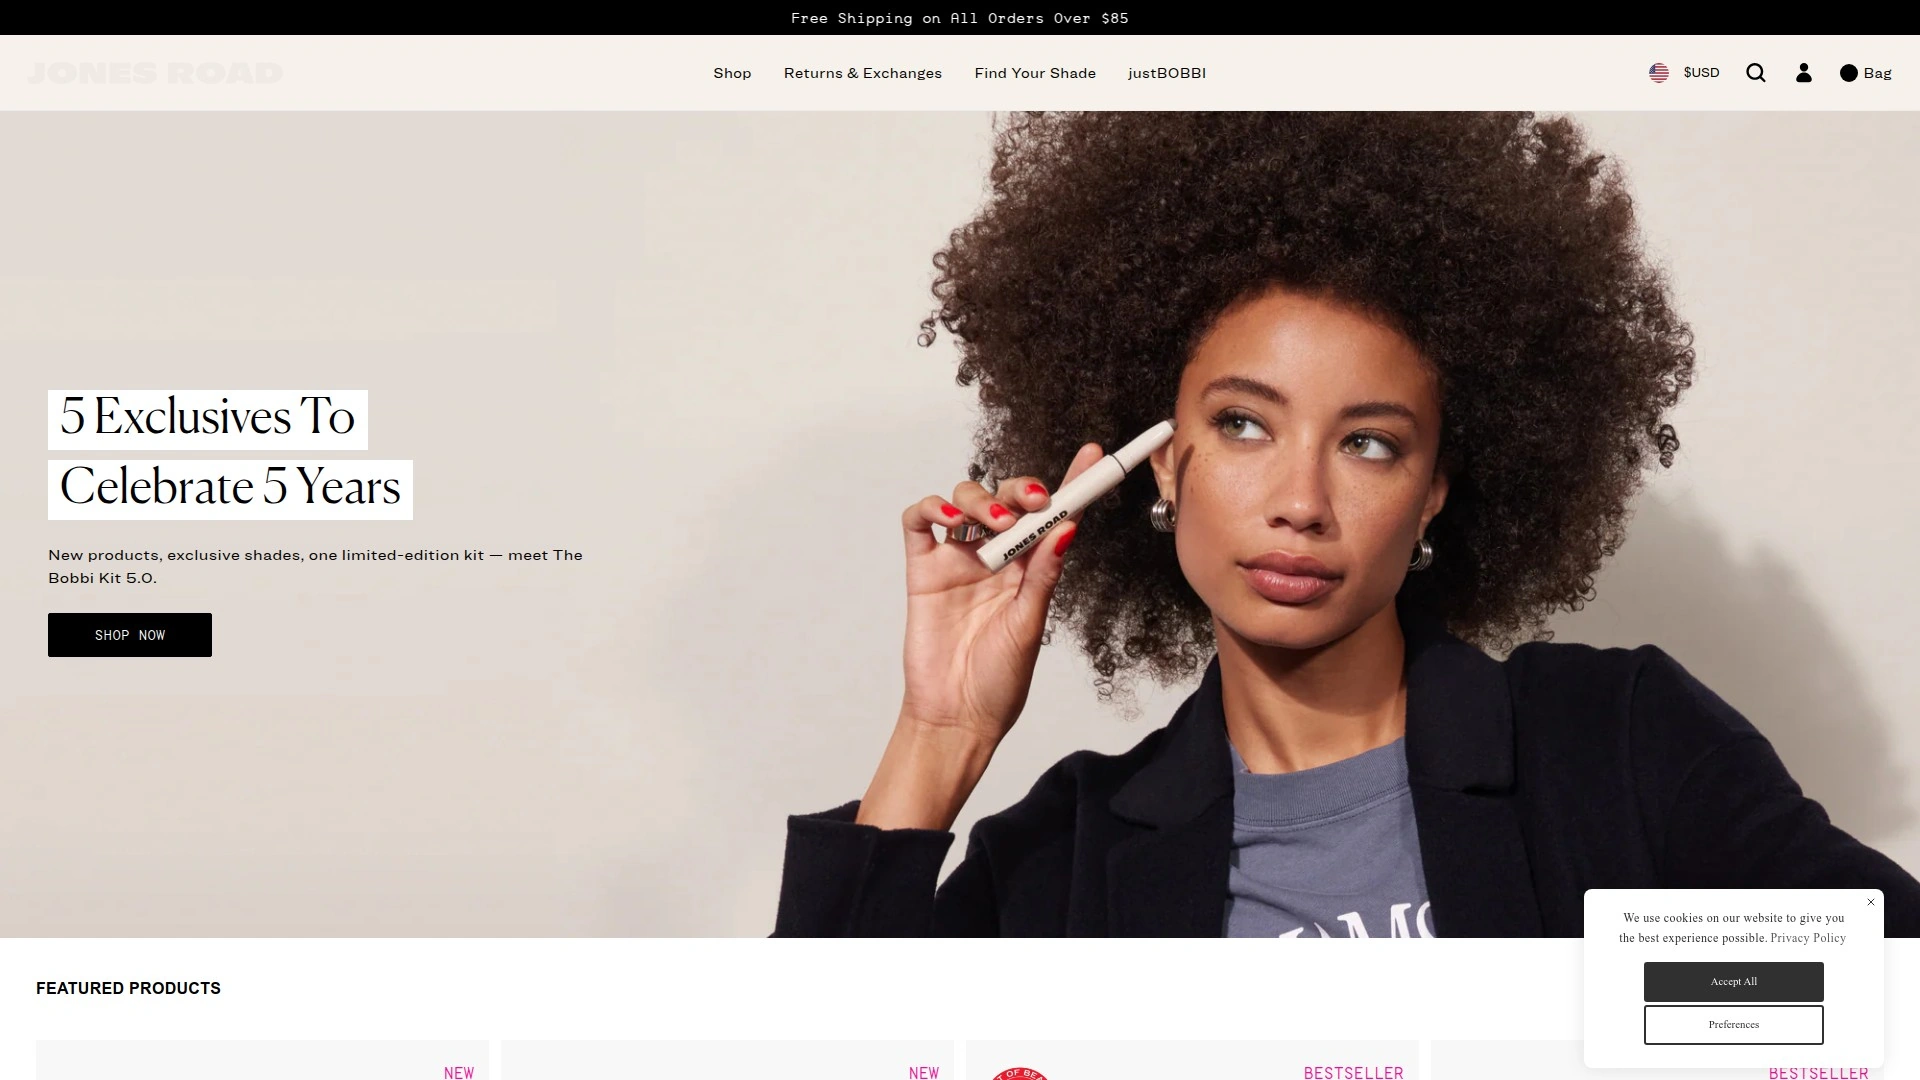 Free Shipping on All Orders Over $85
JONES ROAD
Shop
Returns & Exchanges
Find Your Shade
justBOBBI
$USD
Bag
5 Exclusives To
Celebrate 5 Years
New products, exclusive shades, one limited-edition kit — meet The
Bobbi Kit 5.0.
SHOP NOW
JONES ROAD
We use cookies on our website to give you
the best experience possible. Privacy Policy
Accept All
Preferences
FEATURED PRODUCTS
NEW
NEW
BESTSELLER
BESTSELLER